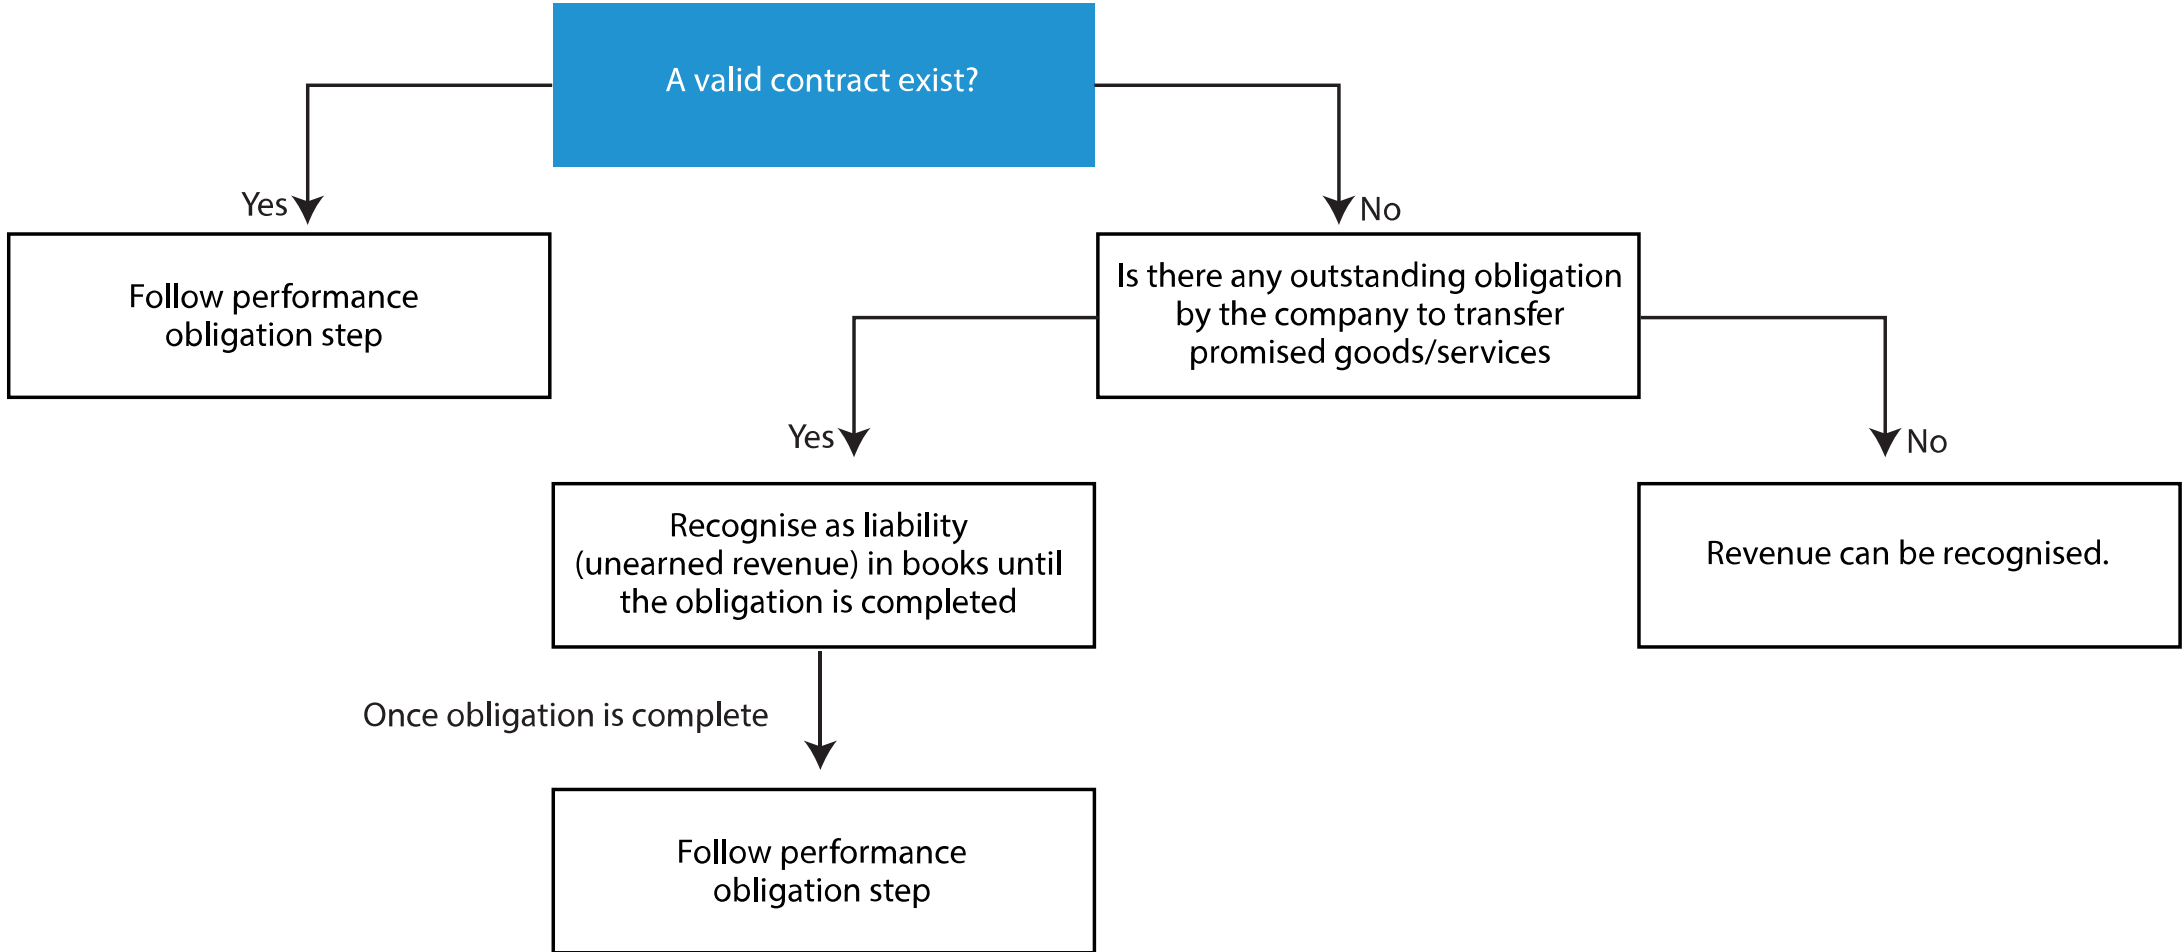 A valid contract exist?
Yes
No
Follow performance
obligation step
Is there any outstanding obligation
by the company to transfer
promised goods/services
Yes
No
Recognise as liability
(unearned revenue) in books until
the obligation is completed
Revenue can be recognised.
Once obligation is complete
Follow performance
obligation step